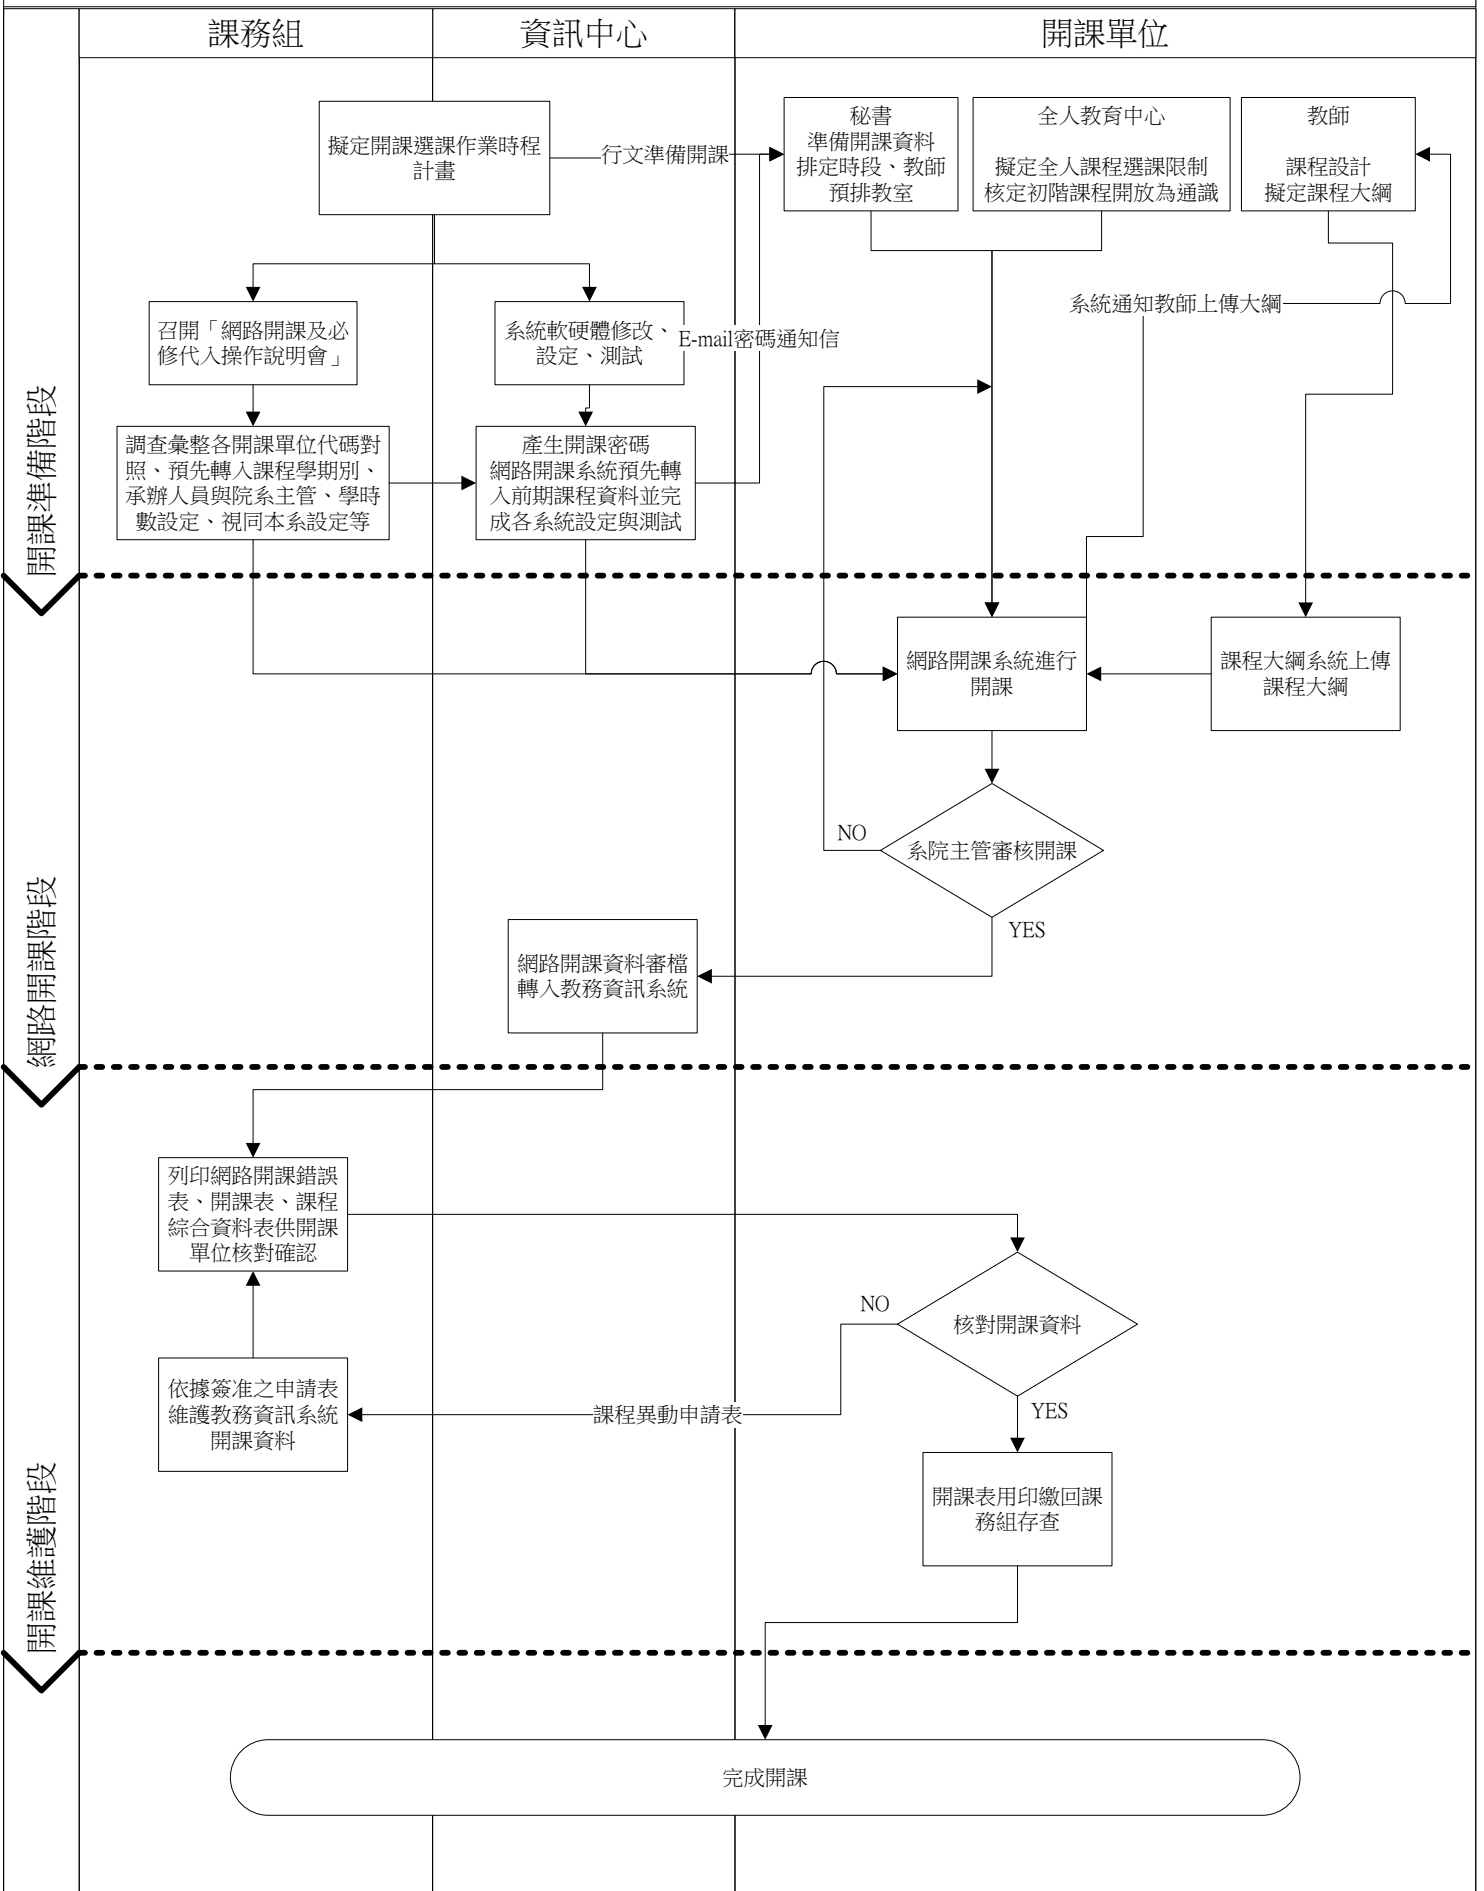 課務組
資訊中心
開課單位
開課準備階段
擬定開課選課作業時程
計畫
行文準備開課
秘書
準備開課資料
排定時段、教師
預排教室
全人教育中心
擬定全人課程選課限制
核定初階課程開放為通識
教師
課程設計
擬定課程大綱
召開「網路開課及必
修代入操作說明會」
系統軟硬體修改、
設定、測試
E-mail密碼通知信
系統通知教師上傳大綱
調查彙整各開課單位代碼對
照、預先轉入課程學期別、
承辦人員與院系主管、學時
數設定、視同本系設定等
產生開課密碼
網路開課系統預先轉
入前期課程資料並完
成各系統設定與測試
網路開課階段
網路開課系統進行
開課
課程大綱系統上傳
課程大綱
系院主管審核開課
NO
YES
網路開課資料審檔
轉入教務資訊系統
開課維護階段
列印網路開課錯誤
表、開課表、課程
綜合資料表供開課
單位核對確認
核對開課資料
NO
YES
課程異動申請表
依據簽准之申請表
維護教務資訊系統
開課資料
開課表用印繳回課
務組存查
完成開課